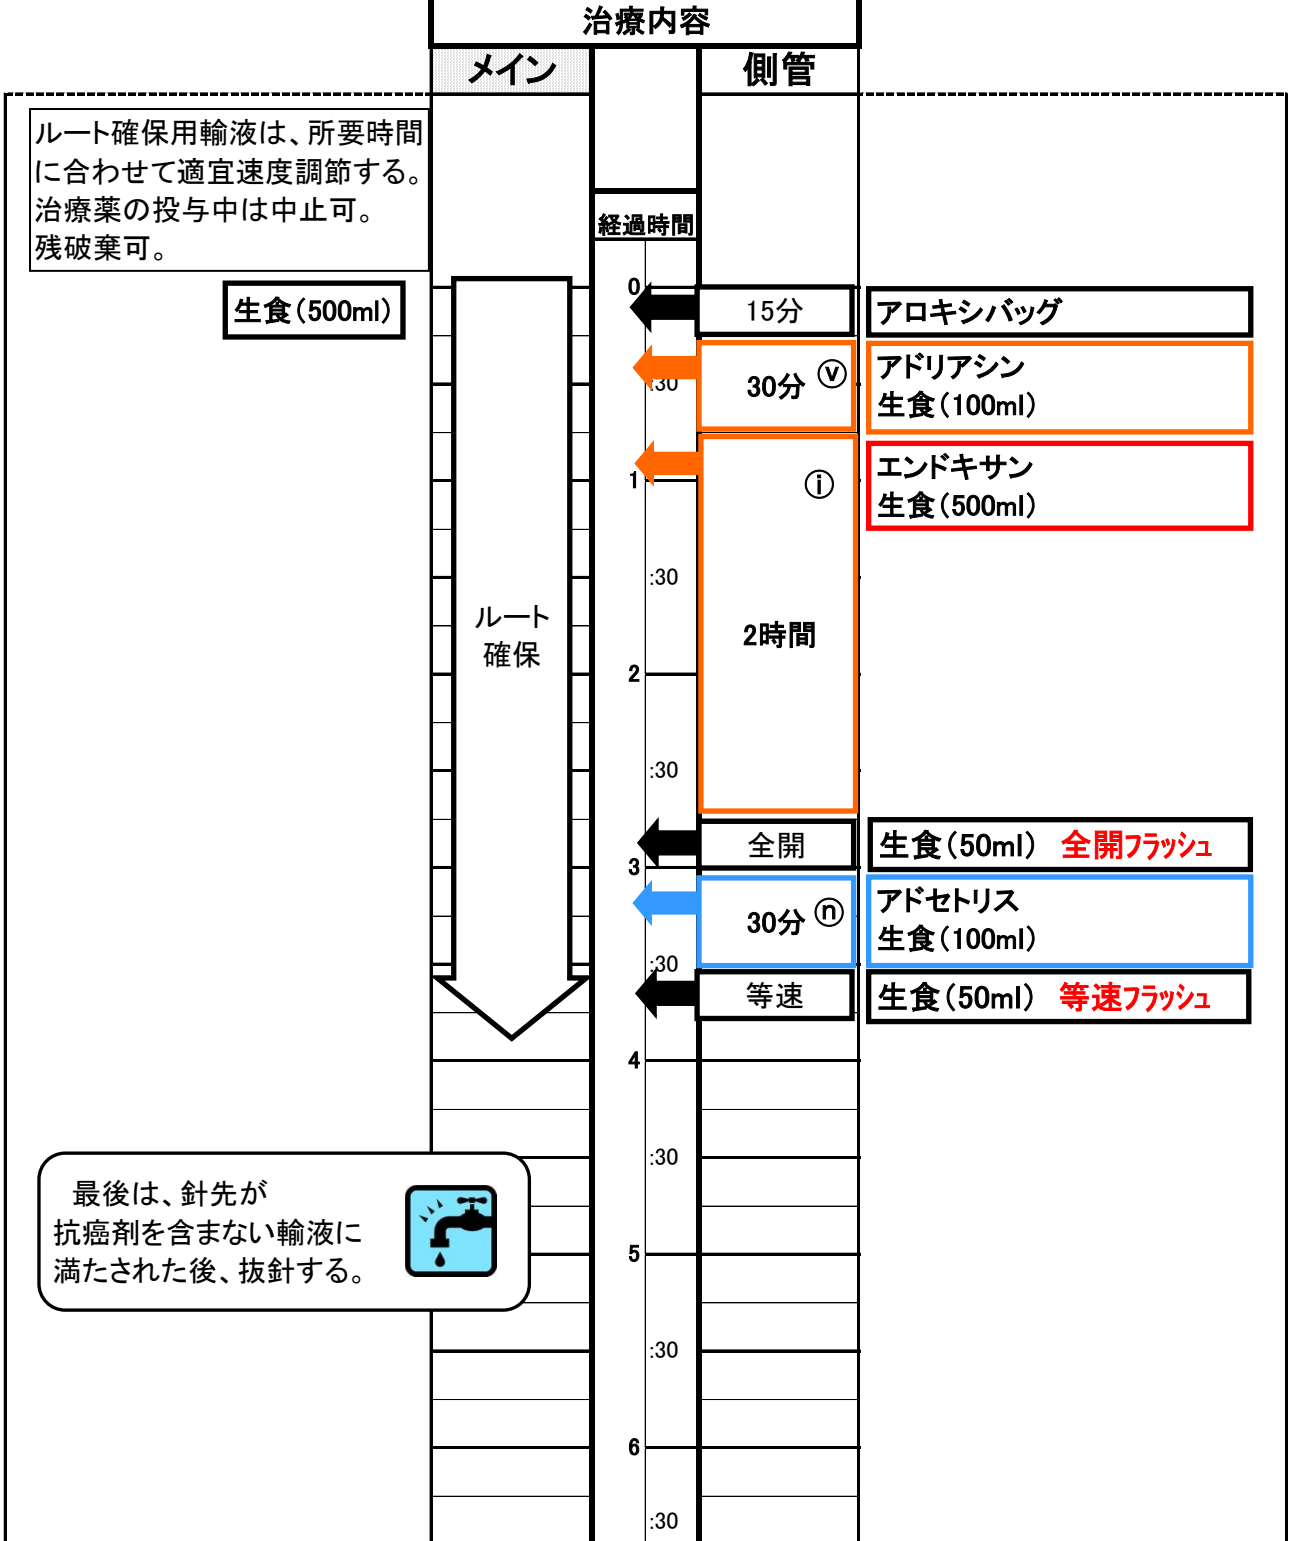 治療内容
メイン
側管
ルート確保用輸液は、所要時間
に合わせて適宜速度調節する。
治療薬の投与中は中止可。
残破棄可。
経過時間
0
生食(500ml)
15分
アロキシバッグ
:30
30分 ⓥ
アドリアシン
生食(100ml)
1
ⓘ
エンドキサン
生食(500ml)
:30
ルート
確保
2時間
2
:30
全開
生食(50ml) 全開フラッシュ
3
30分 ⓝ
アドセトリス
生食(100ml)
:30
等速
生食(50ml) 等速フラッシュ
4
:30
最後は、針先が
抗癌剤を含まない輸液に
満たされた後、抜針する。
5
:30
6
:30